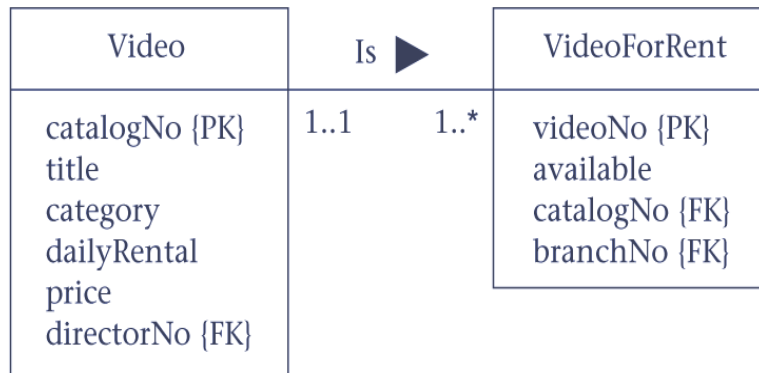 Video
Is ▶
VideoForRent
1..1
1..*
catalogNo {PK}
title
category
dailyRental
price
directorNo {FK}
videoNo {PK}
available
catalogNo {FK}
branchNo {FK}